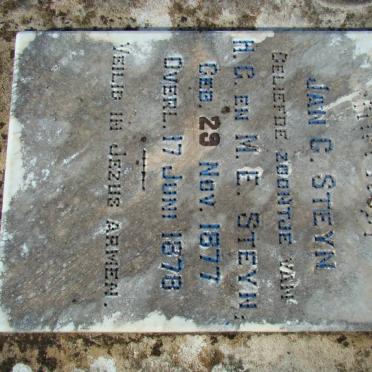 JAN C. STEYN
GELIEFDE ZOONTJE VAN
H. C. EN M. E. STEYN;
GEB. 29 NOV. 1877
OVERL. 17 JUNI 1878
VEILIG IN JEZUS ARMEN.